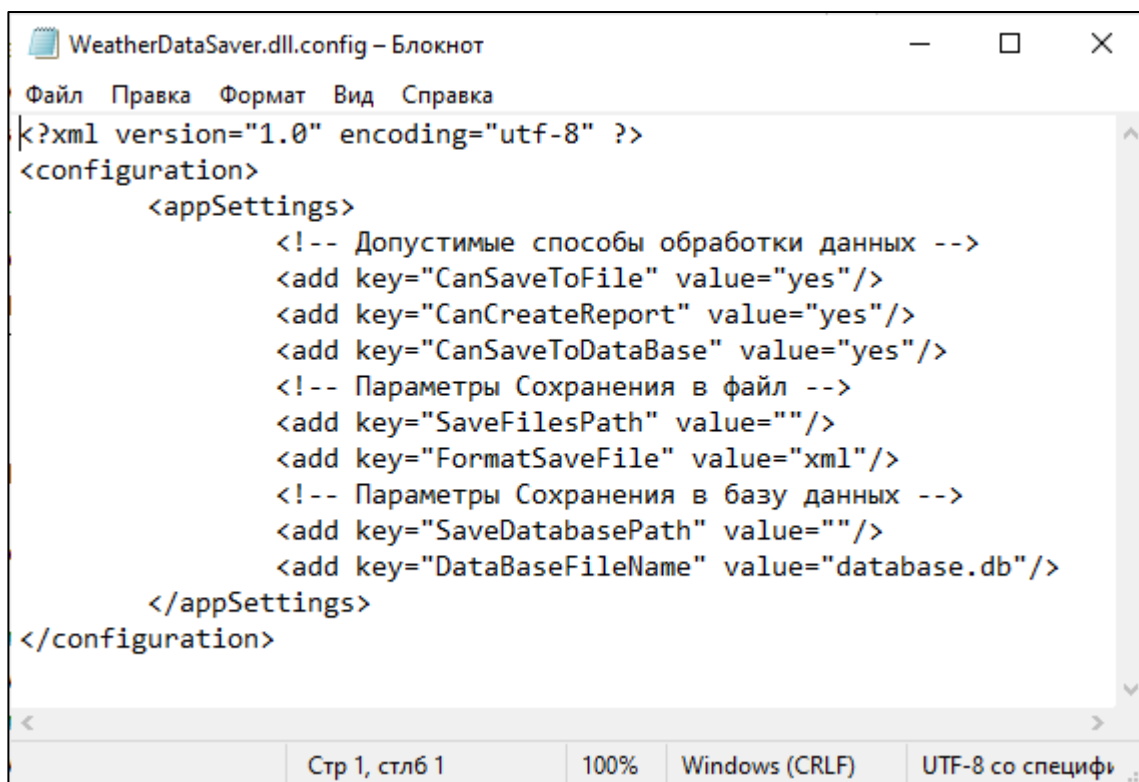 WeatherDataSaver.dll.config – Блокнот
Файл Правка Формат Вид Справка
<?xml version="1.0" encoding="utf-8" ?>
<configuration>
<appSettings>
<!-- Допустимые способы обработки данных -->
<add key="CanSaveToFile" value="yes"/>
<add key="CanCreateReport" value="yes"/>
<add key="CanSaveToDataBase" value="yes"/>
<!-- Параметры Сохранения в файл -->
<add key="SaveFilesPath" value=""/>
<add key="FormatSaveFile" value="xml"/>
<!-- Параметры Сохранения в базу данных -->
<add key="SaveDatabasePath" value=""/>
<add key="DataBaseFileName" value="database.db"/>
</appSettings>
</configuration>
Стр 1, стлб 1 100% Windows (CRLF) UTF-8 со